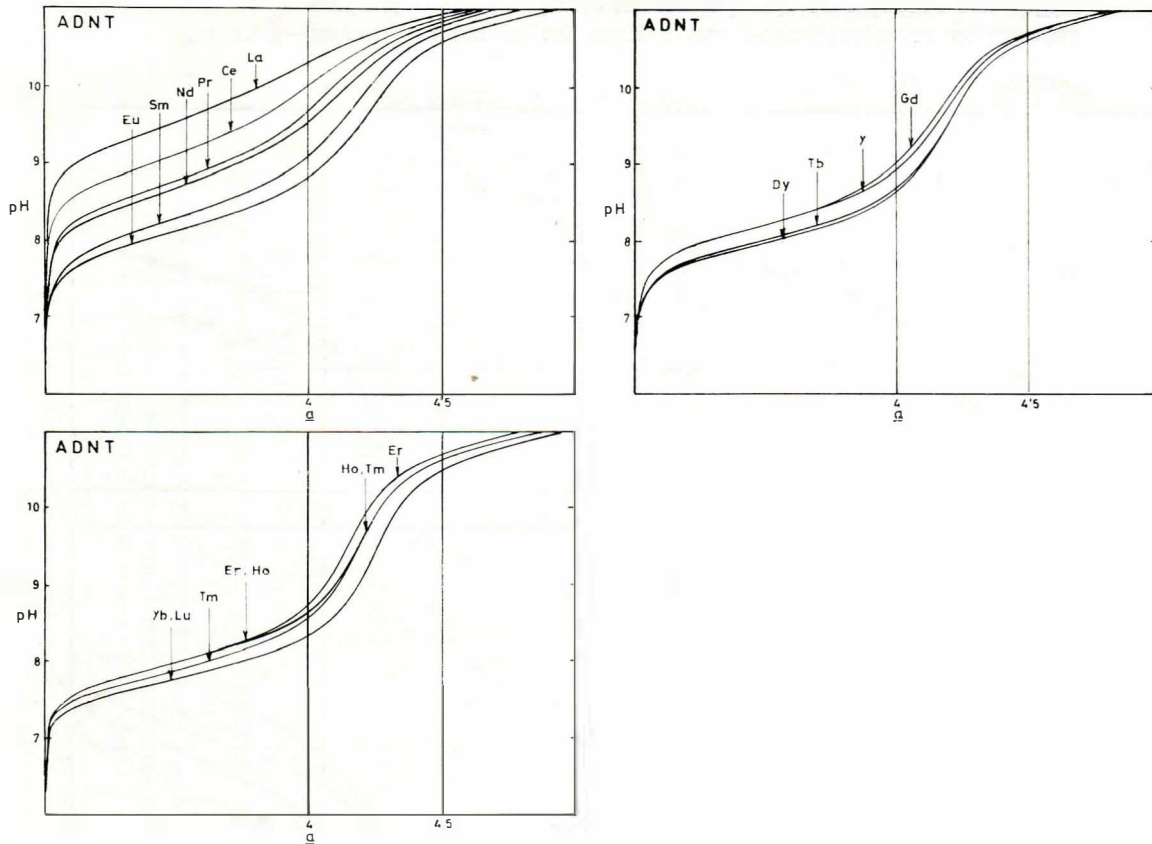 ADNT
La
Ce
Pr
Nd
Sm
Eu
10
9
8
7
pH
4
4'5
a
ADNT
Gd
y
Tb
Dy
10
9
8
7
pH
4
4'5
a
ADNT
Er
Ho,Tm
Er,Ho
Tm
Yb,Lu
10
9
8
7
pH
4
4'5
a